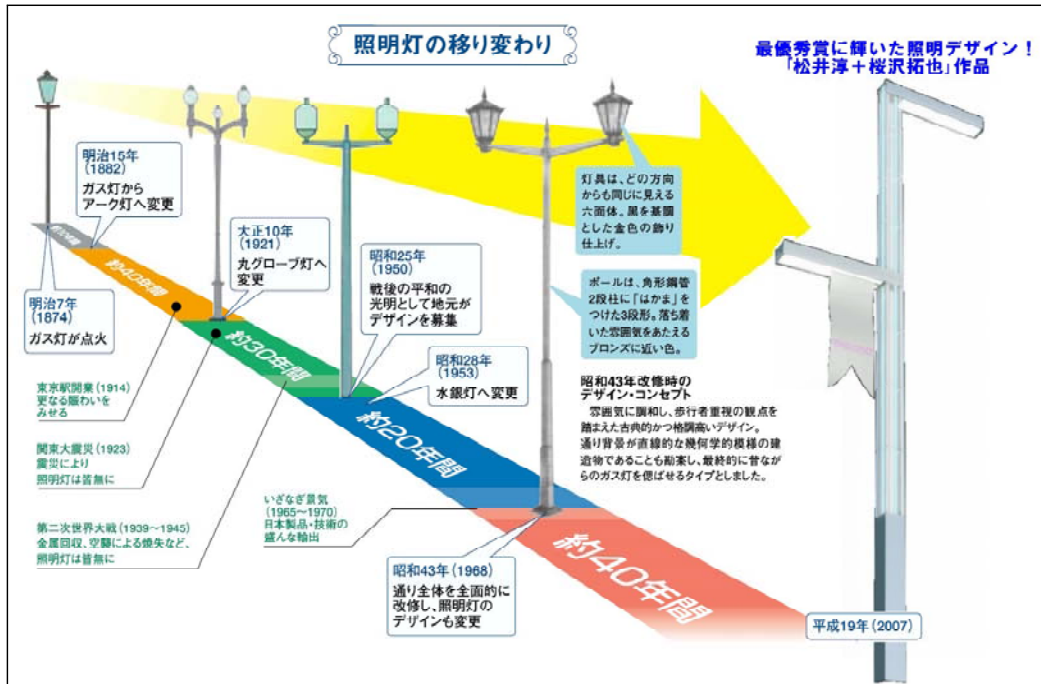 照明灯の移り変わり
最優秀賞に輝いた照明デザイン！
「松井淳＋桜沢拓也」作品
明治15年
(1882)
ガス灯から
アーク灯へ変更
大正10年
(1921)
丸グローブ灯へ
変更
昭和25年
(1950)
戦後の平和の
光明として地元が
デザインを募集
灯具は、どの方向
からも同じに見える
六面体。黒を基調
とした金色の飾り
仕上げ。
ポールは、角形鋼管
2段柱に「はかま」を
つけた3段形。落ち着
いた雰囲気をあたえる
ブロンズに近い色。
明治7年
(1874)
ガス灯が点火
約40年間
約30年間
約20年間
約40年間
昭和28年
(1953)
水銀灯へ変更
昭和43年改修時の
デザイン・コンセプト
雰囲気に調和し、歩行者重視の観点を
踏まえた古典的かつ格調高いデザイン。
通り背景が直線的な幾何学的模様の建
造物であることも勘案し、最終的に昔なが
らのガス灯を偲ばせるタイプとしました。
東京駅開業(1914)
更なる賑わいを
みせる
関東大震災(1923)
震災により
照明灯は皆無に
第二次世界大戦(1939〜1945)
金属回収、空襲による焼失など、
照明灯は皆無に
いざなぎ景気
(1965〜1970)
日本製品・技術の
盛んな輸出
昭和43年(1968)
通り全体を全面的に
改修し、照明灯の
デザインも変更
平成19年(2007)